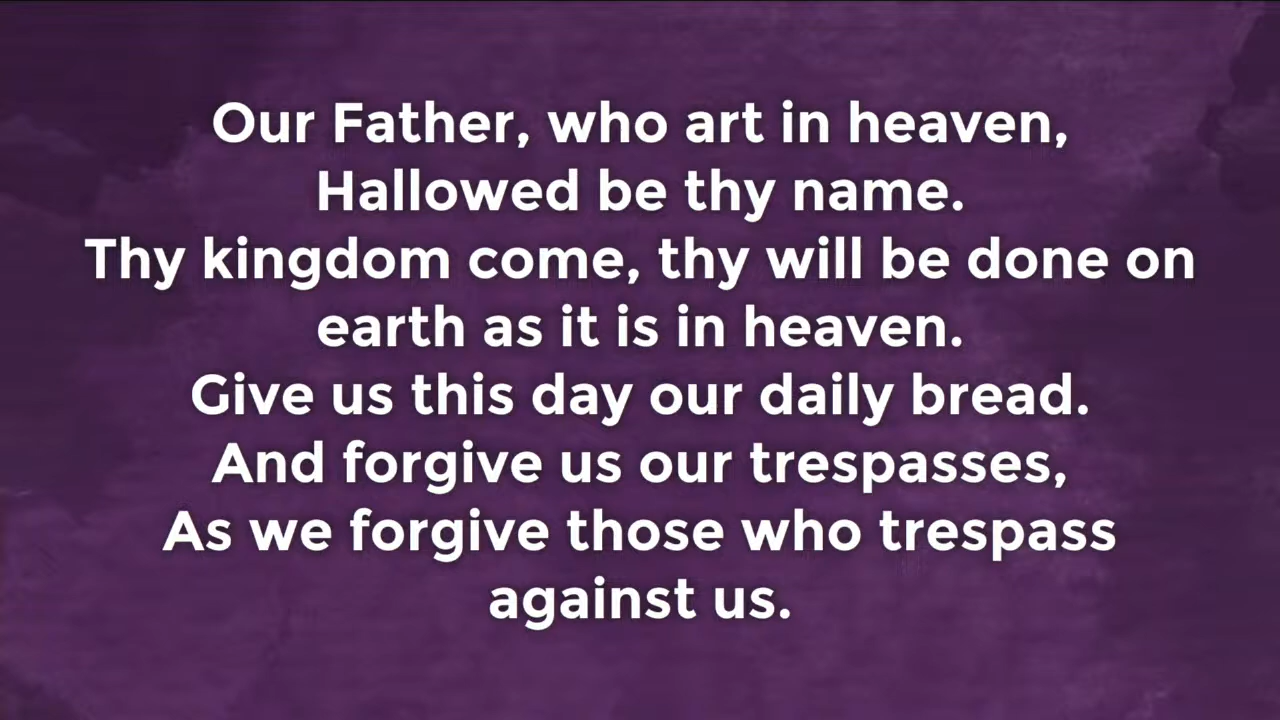 Our Father, who art in heaven,
Hallowed be thy name.
Thy kingdom come, thy will be done on
earth as it is in heaven.
Give us this day our daily bread.
And forgive us our trespasses,
As we forgive those who trespass
against us.